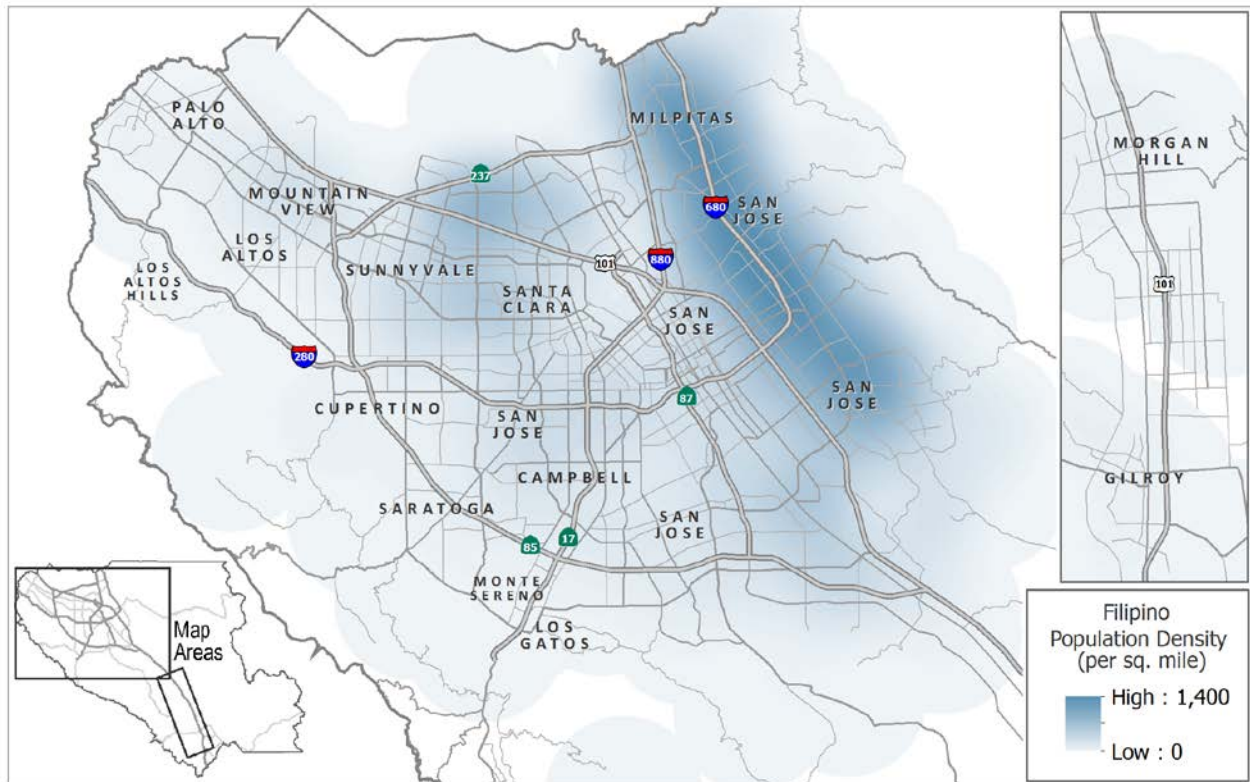 PALO
ALTO
MILPITAS
MORGAN
HILL
237
MOUNTAIN
VIEW
680
SAN
JOSE
LOS
ALTOS
880
101
SUNNYVALE
LOS
ALTOS
HILLS
SANTA
CLARA
101
SAN
JOSE
280
CUPERTINO
87
SAN
JOSE
SAN
JOSE
CAMPBELL
GILROY
SARATOGA
SAN
JOSE
85
17
MONTE
SERENO
LOS
GATOS
Map
Areas
Filipino
Population Density
(per sq. mile)
High : 1,400
Low : 0